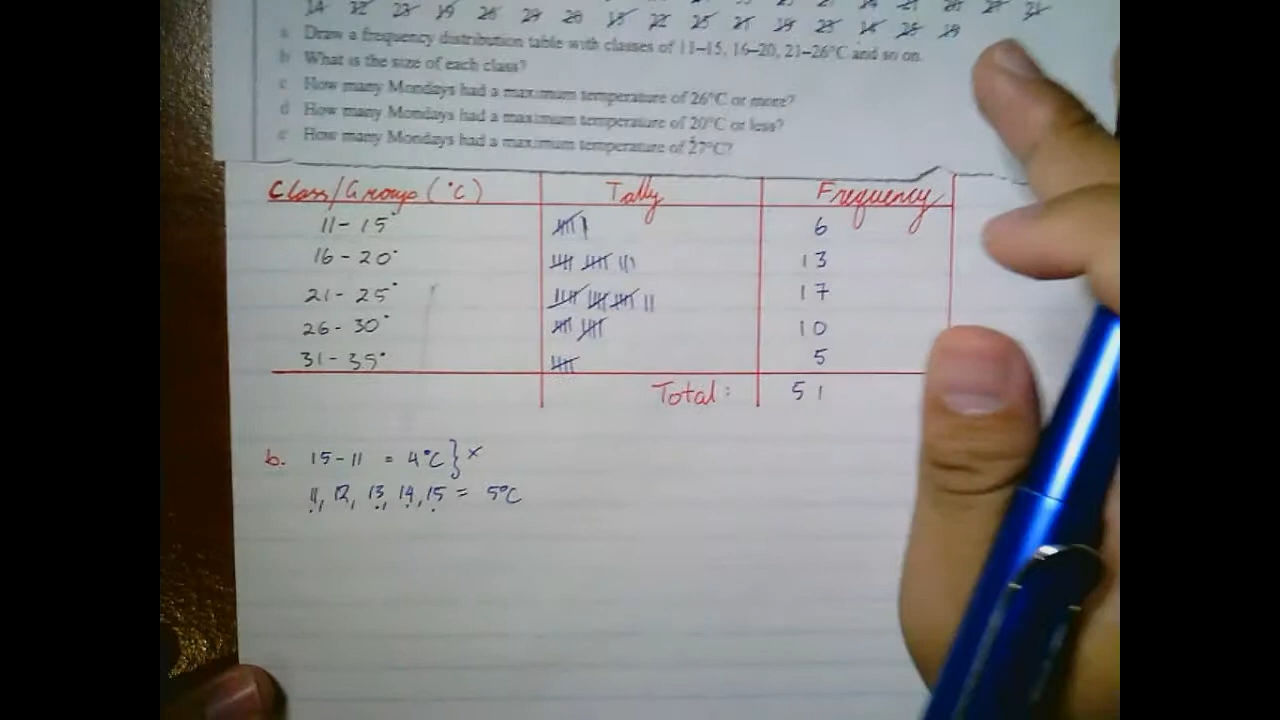 a Draw a frequency distribution table with classes of 11–15, 16–20, 21–26°C and so on.
b What is the size of each class?
c How many Mondays had a maximum temperature of 26°C or more?
d How many Mondays had a maximum temperature of 20°C or less?
e How many Mondays had a maximum temperature of 27°C?
Class/Group (°C) Tally Frequency
11 - 15° 6
16 - 20° 13
21 - 25° 17
26 - 30° 10
31 - 35° 5
Total: 51
b. 15 - 11 = 4°C } ×
11, 12, 13, 14, 15 = 5°C